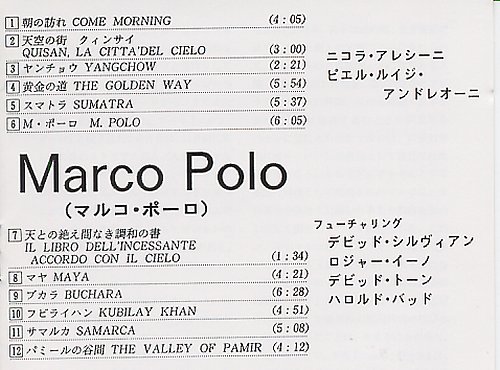 1 朝の訪れ COME MORNING (4:05)
2 天空の街 クィンサイ
QUISAN, LA CITTA'DEL CIELO (3:00)
3 ヤンチョウ YANGCHOW (2:21)
4 黄金の道 THE GOLDEN WAY (5:54)
5 スマトラ SUMATRA (5:37)
6 M・ポーロ M. POLO (6:05)
ニコラ・アレシーニ
ピエル・ルイジ・
アンドレオーニ
Marco Polo
(マルコ・ポーロ)
7 天との絶え間なき調和の書
IL LIBRO DELL'INCESSANTE
ACCORDO CON IL CIELO (1:34)
8 マヤ MAYA (4:21)
9 ブカラ BUCHARA (6:28)
10 フビライハン KUBILAY KHAN (4:51)
11 サマルカ SAMARCA (5:08)
12 パミールの谷間 THE VALLEY OF PAMIR (4:12)
フューチャリング
デビッド・シルヴィアン
ロジャー・イーノ
デビッド・トーン
ハロルド・バッド